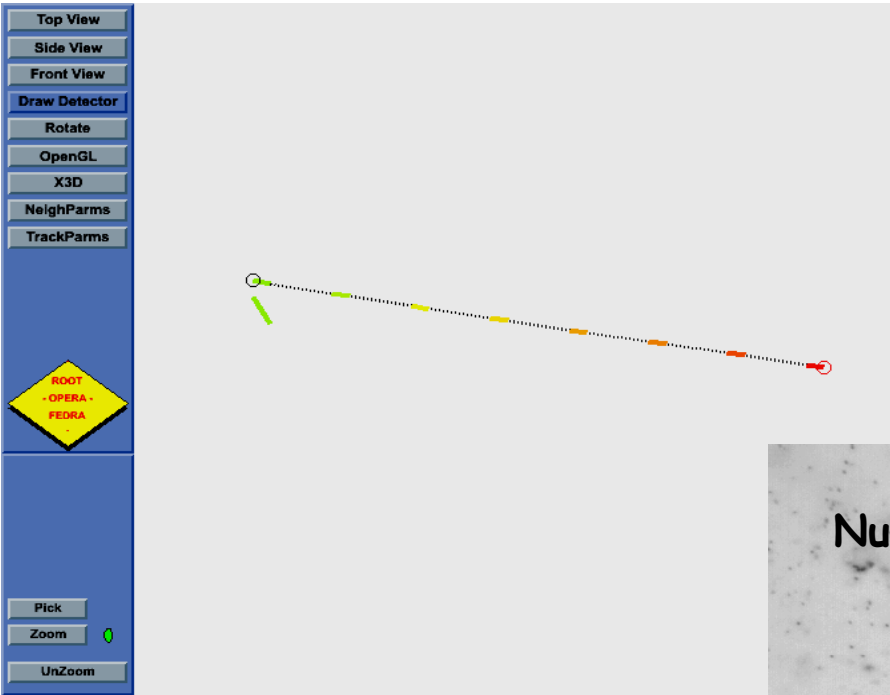 Top View
Side View
Front View
Draw Detector
Rotate
OpenGL
X3D
NeighParms
TrackParms
ROOT
- OPERA -
FEDRA
-
Pick
Zoom
UnZoom
Nu